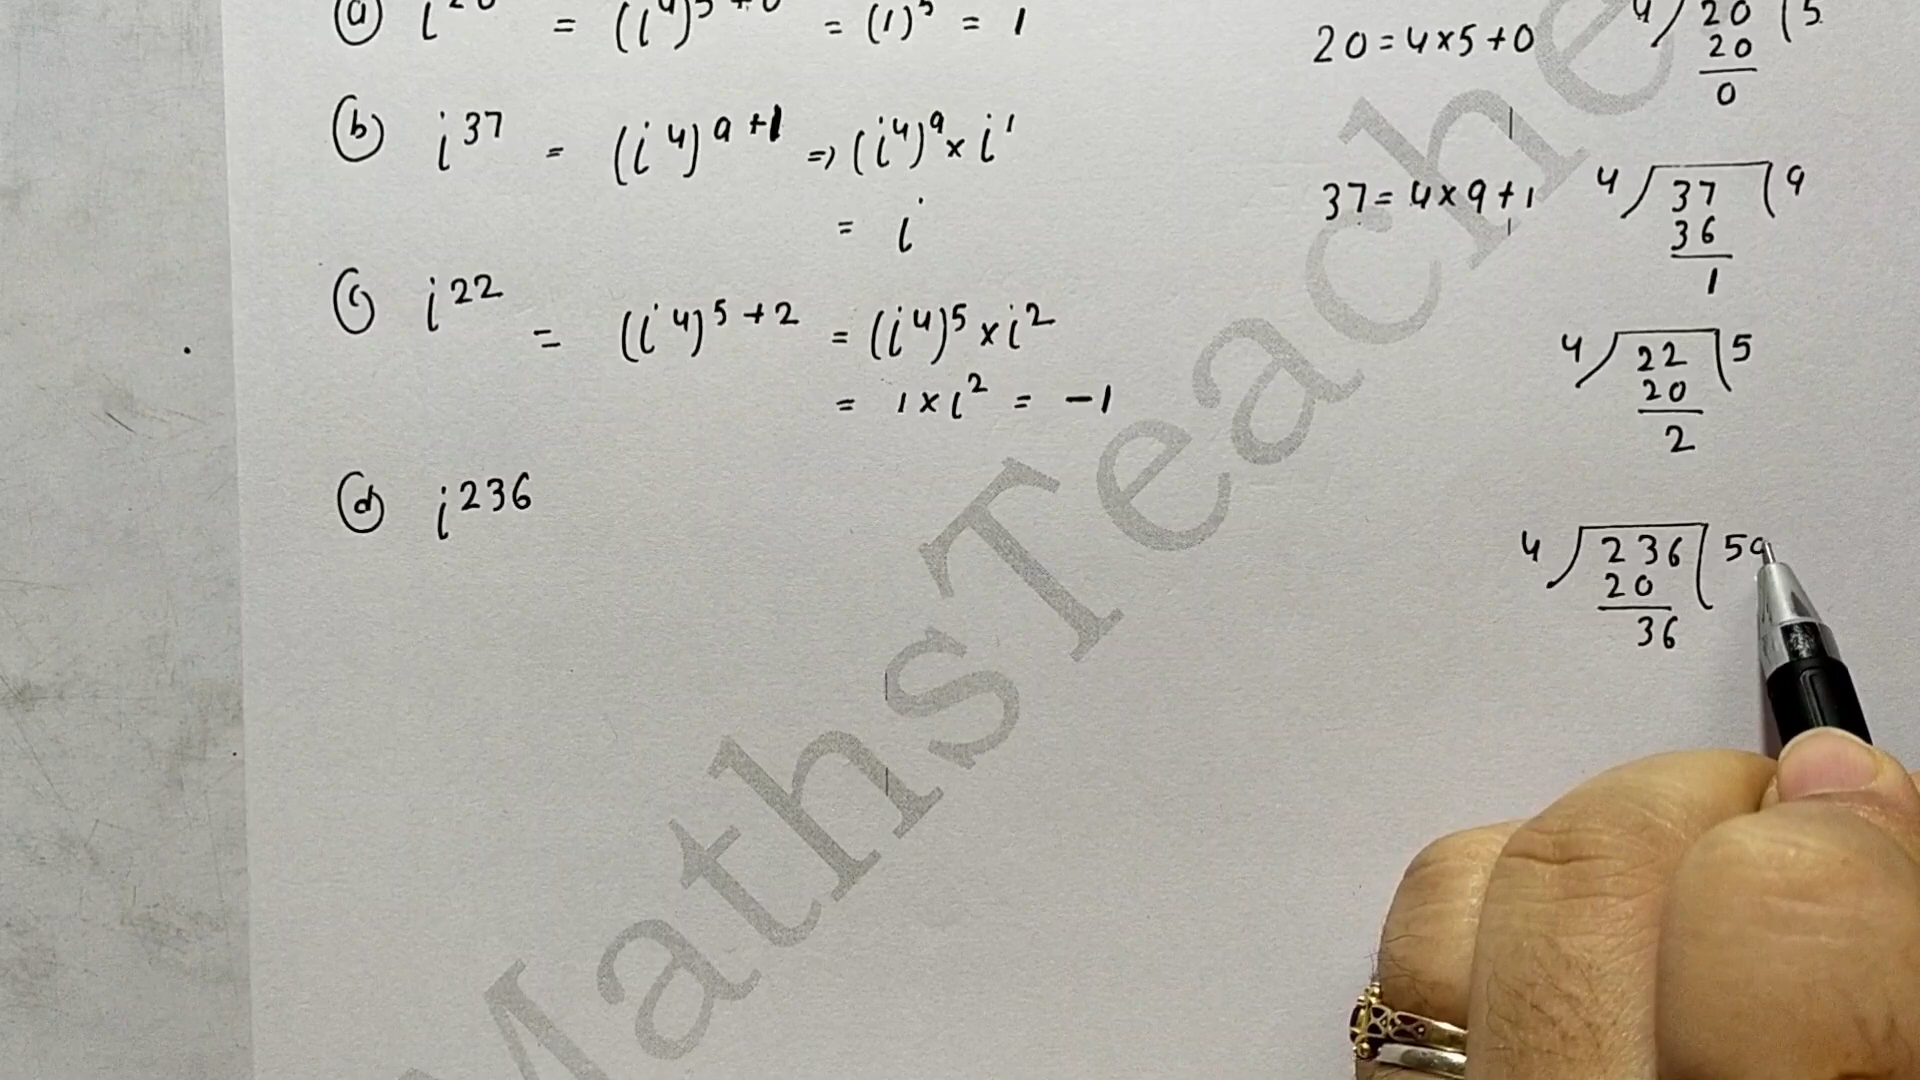 (a) i^20 = (i^4)^5+0 = (1)^5 = 1
20 = 4×5+0
4) 20 (5
20
0
(b) i^37 = (i^4)^9+1 ⇒ (i^4)^9 × i^1
= i
37 = 4×9+1
4) 37 (9
36
1
(c) i^22 = (i^4)^5+2 = (i^4)^5 × i^2
= 1 × i^2 = -1
4) 22 (5
20
2
(d) i^236
4) 236 (59
20
36
MathsTeache